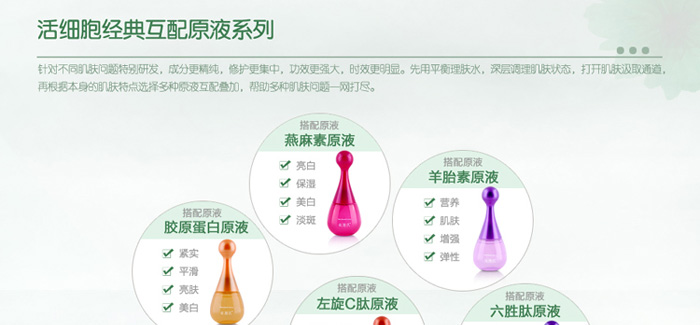 活细胞经典互配原液系列
针对不同肌肤问题特别研发，成分更精纯，修护更集中，功效更强大，时效更明显。先用平衡理肤水，深层调理肌肤状态，打开肌肤汲取通道，
再根据本身的肌肤特点选择多种原液互配叠加，帮助多种肌肤问题一网打尽。
搭配原液
燕麻素原液
亮白
保湿
美白
淡斑
搭配原液
羊胎素原液
营养
肌肤
增强
弹性
搭配原液
胶原蛋白原液
紧实
平滑
亮肤
美白
搭配原液
左旋C肽原液
搭配原液
六胜肽原液